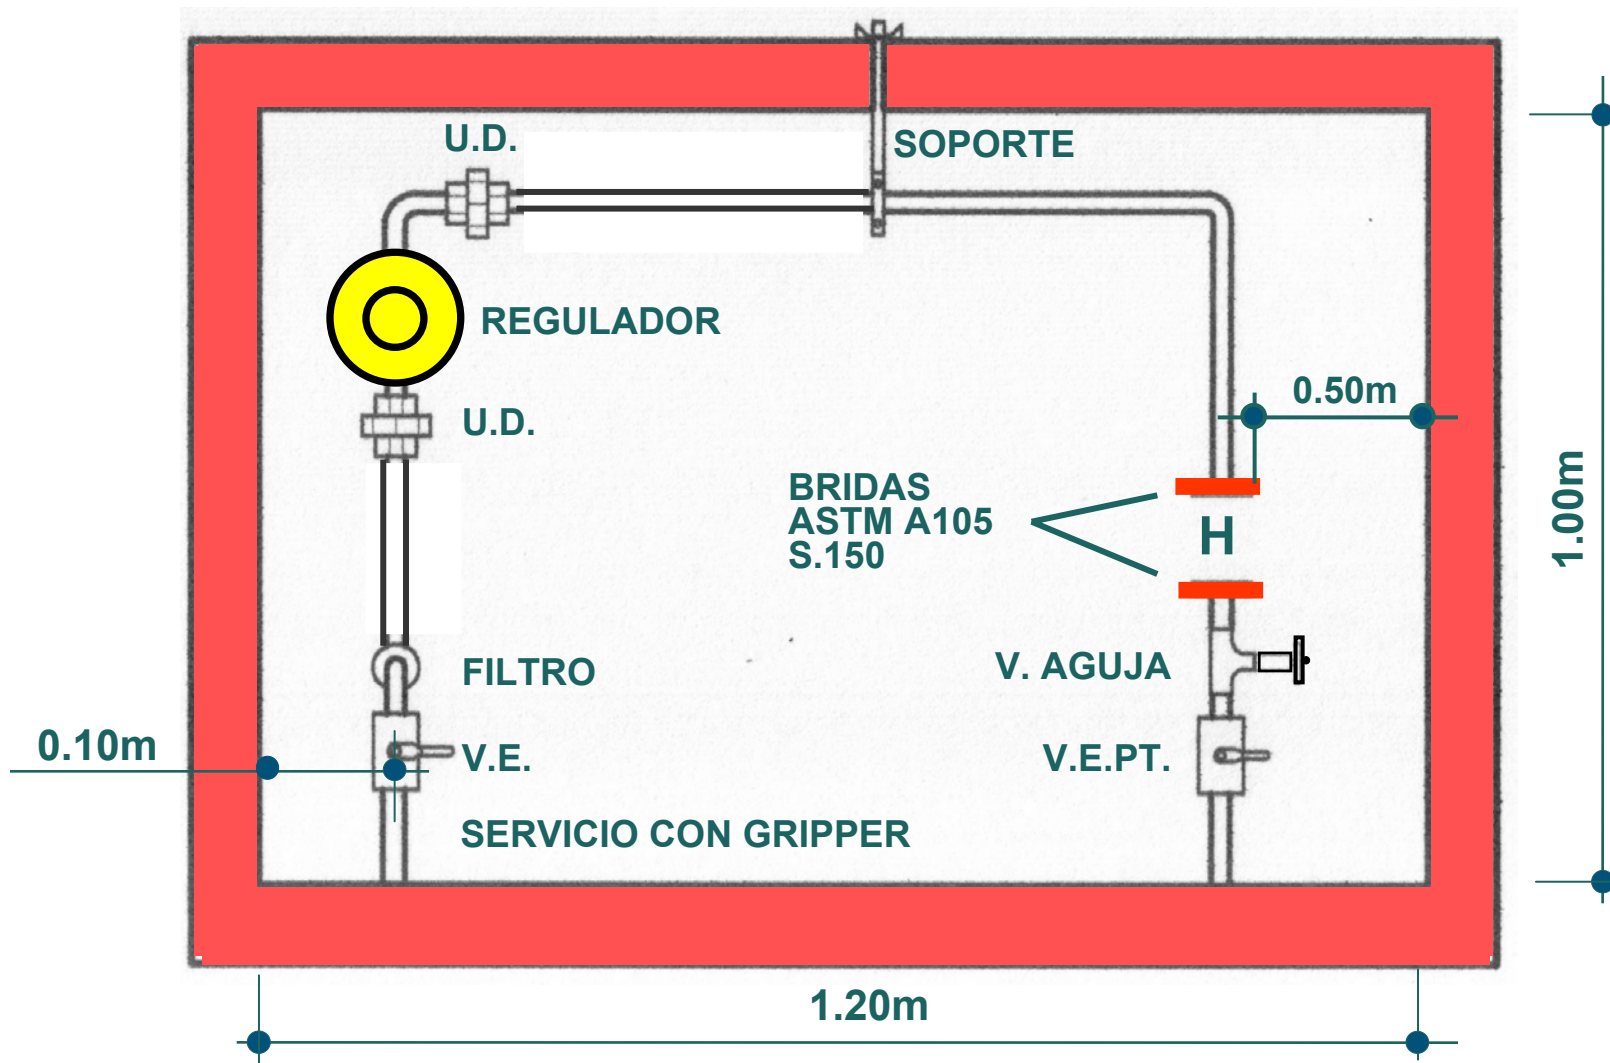 U.D.
SOPORTE
REGULADOR
U.D.
0.50m
1.00m
BRIDAS
ASTM A105
S.150
H
FILTRO
V. AGUJA
0.10m
V.E.
V.E.PT.
SERVICIO CON GRIPPER
1.20m